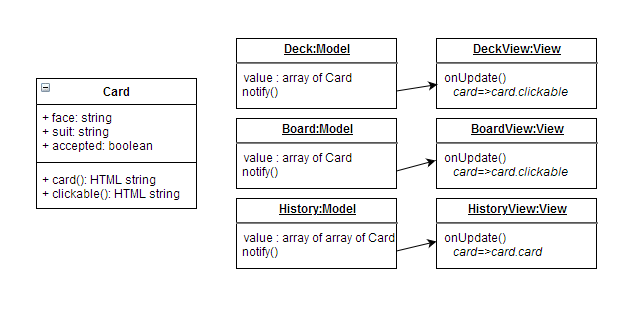 Card
+ face: string
+ suit: string
+ accepted: boolean
+ card(): HTML string
+ clickable(): HTML string
Deck:Model
value : array of Card
notify()
DeckView:View
onUpdate()
card=>card.clickable
Board:Model
value : array of Card
notify()
BoardView:View
onUpdate()
card=>card.clickable
History:Model
value : array of array of Card
notify()
HistoryView:View
onUpdate()
card=>card.card